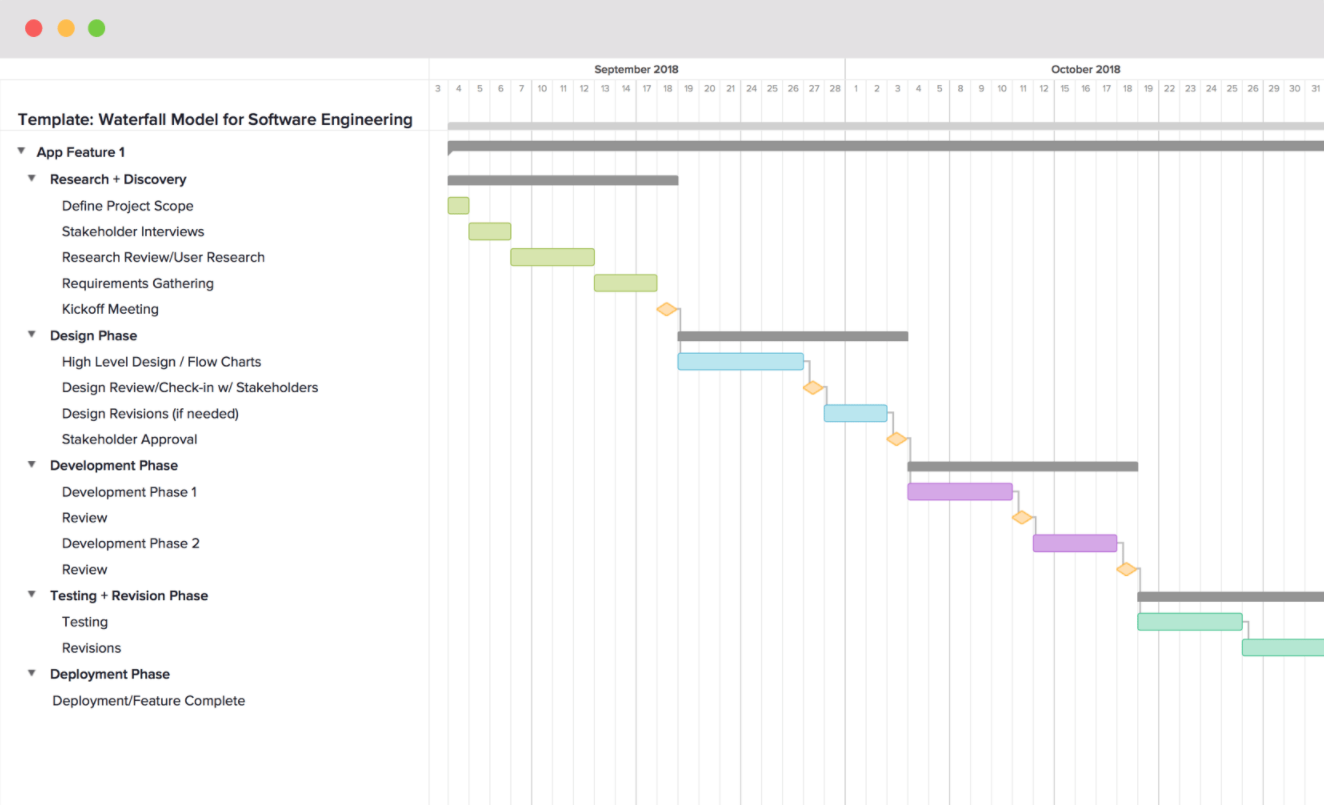 September 2018 October 2018
3 4 5 6 7 10 11 12 13 14 17 18 19 20 21 24 25 26 27 28 1 2 3 4 5 8 9 10 11 12 15 16 17 18 19 22 23 24 25 26 29 30 31
Template: Waterfall Model for Software Engineering
App Feature 1
Research + Discovery
Define Project Scope
Stakeholder Interviews
Research Review/User Research
Requirements Gathering
Kickoff Meeting
Design Phase
High Level Design / Flow Charts
Design Review/Check-in w/ Stakeholders
Design Revisions (if needed)
Stakeholder Approval
Development Phase
Development Phase 1
Review
Development Phase 2
Review
Testing + Revision Phase
Testing
Revisions
Deployment Phase
Deployment/Feature Complete